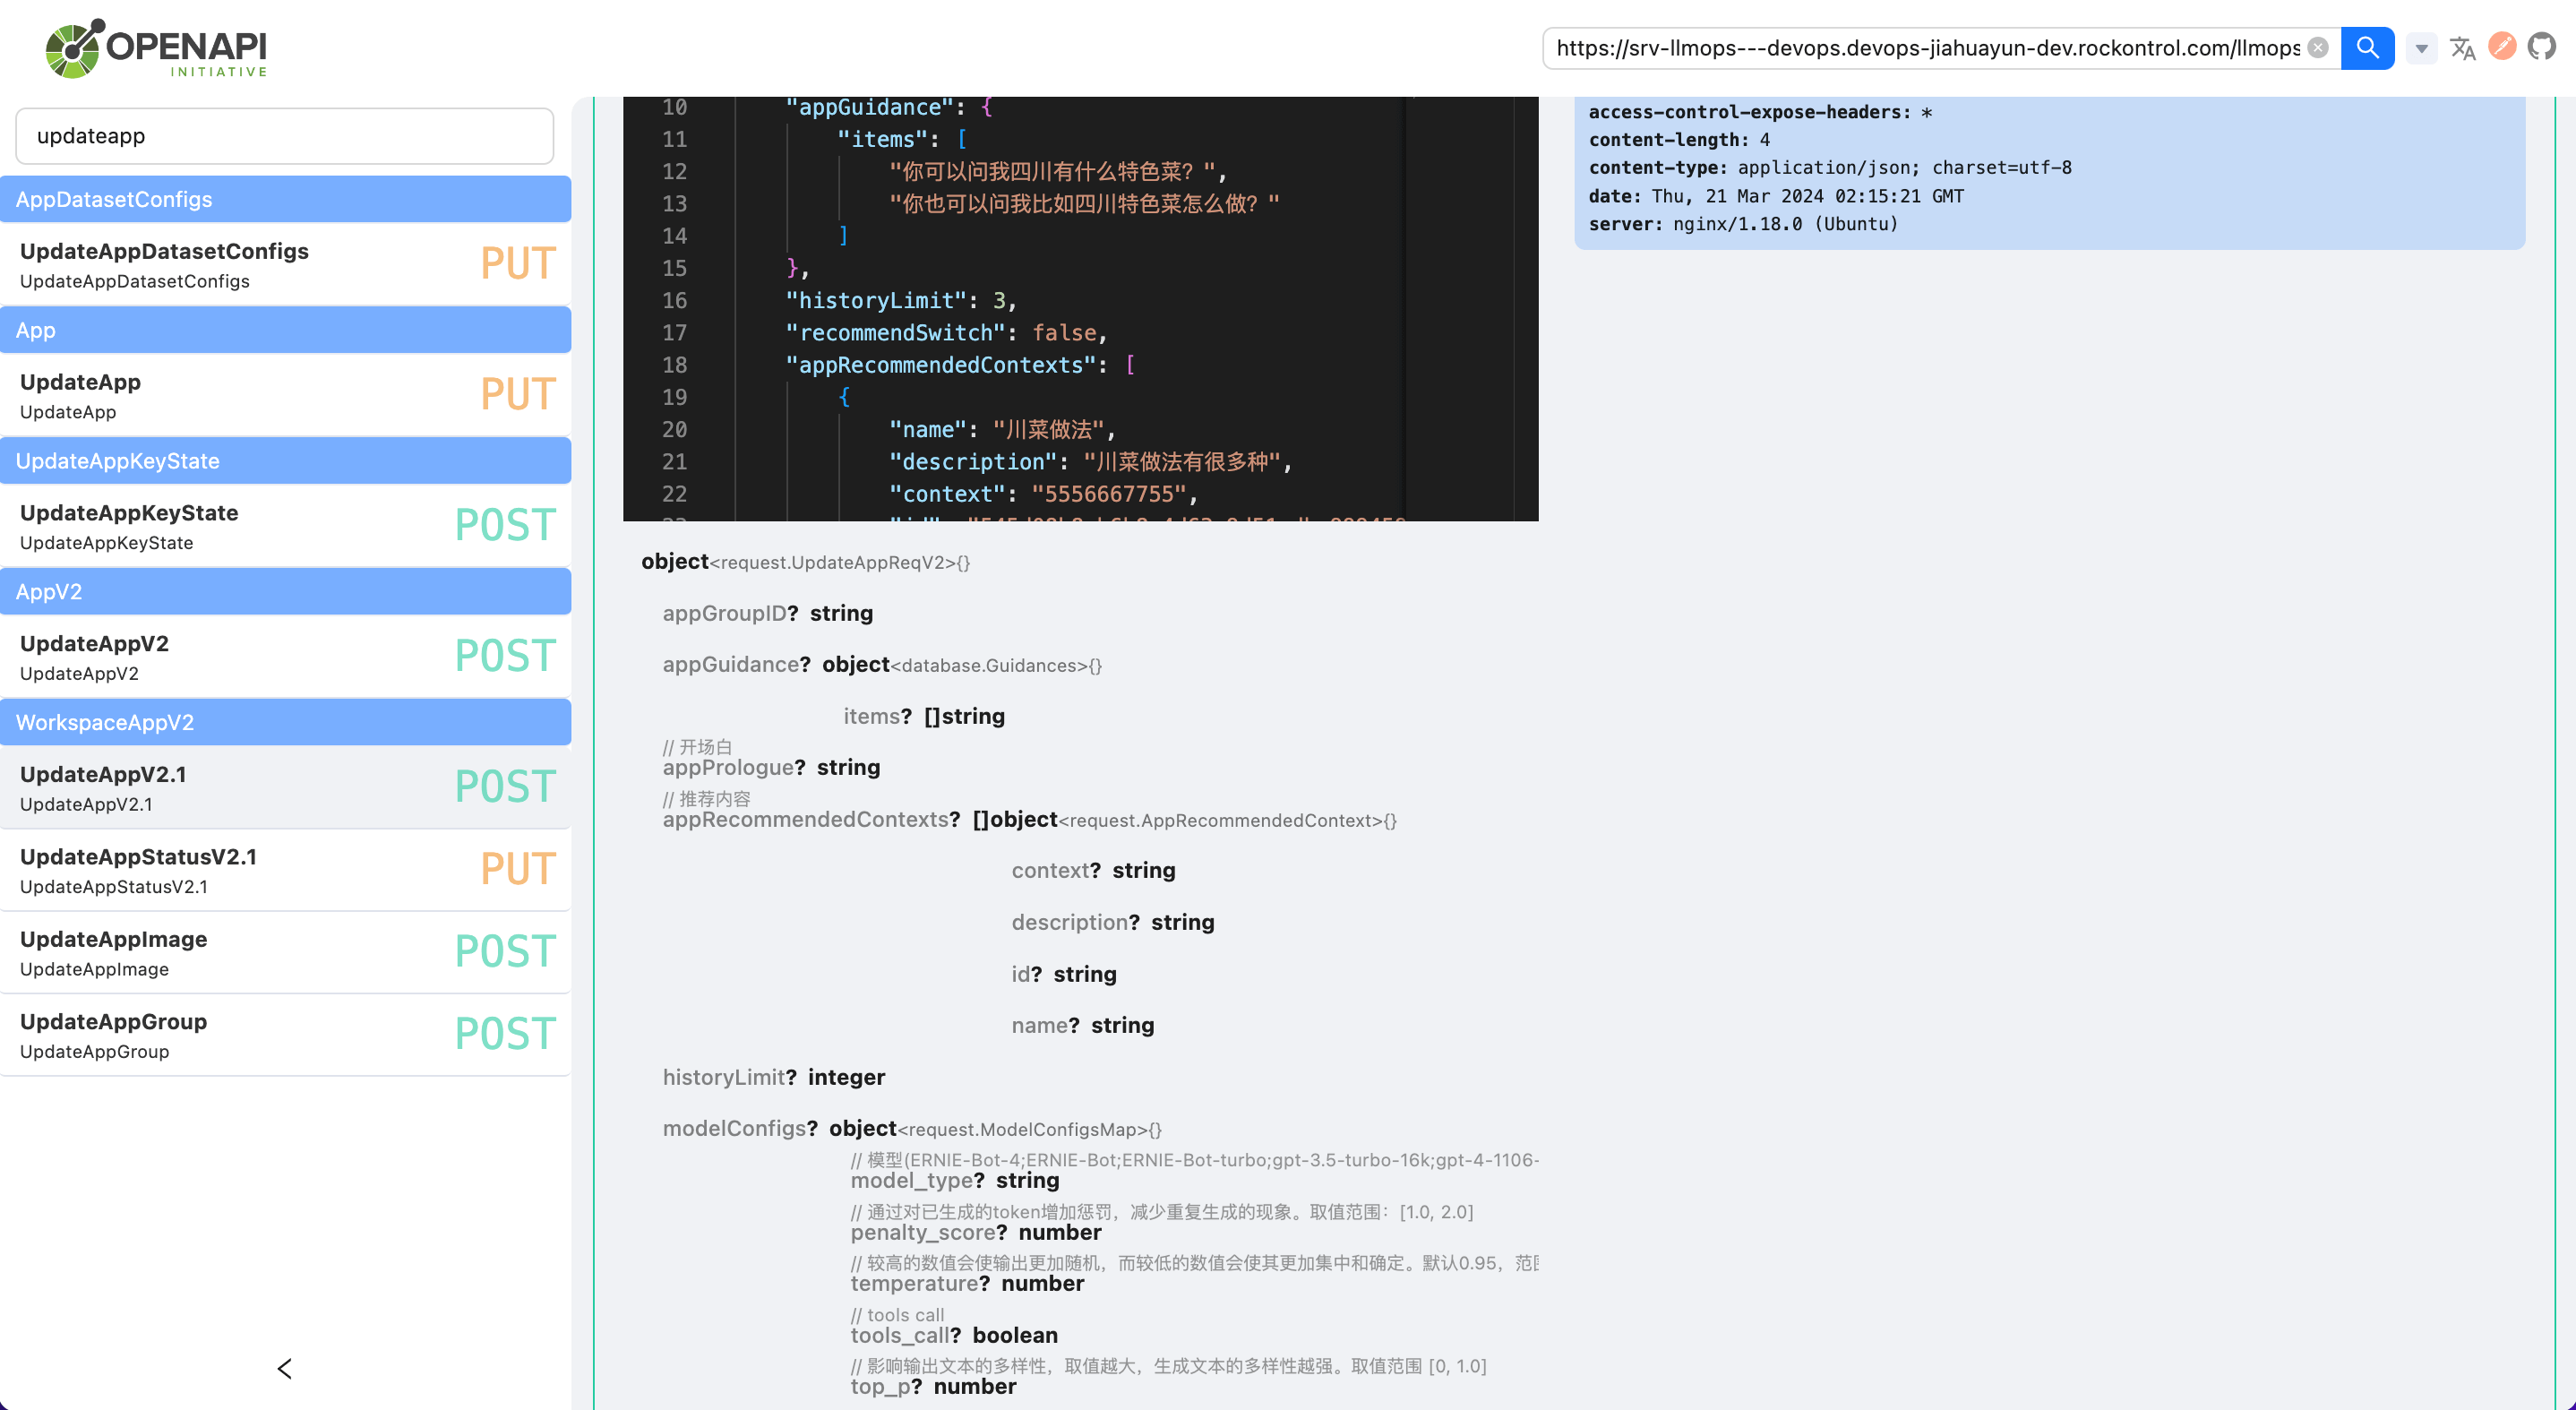 OPENAPI
INITIATIVE
https://srv-llmops---devops.devops-jiahuayun-dev.rockontrol.com/llmops
updateapp
AppDatasetConfigs
UpdateAppDatasetConfigs
UpdateAppDatasetConfigs
PUT
App
UpdateApp
UpdateApp
PUT
UpdateAppKeyState
UpdateAppKeyState
UpdateAppKeyState
POST
AppV2
UpdateAppV2
UpdateAppV2
POST
WorkspaceAppV2
UpdateAppV2.1
UpdateAppV2.1
POST
UpdateAppStatusV2.1
UpdateAppStatusV2.1
PUT
UpdateAppImage
UpdateAppImage
POST
UpdateAppGroup
UpdateAppGroup
POST
10 "appGuidance": {
11 "items": [
12 "你可以问我四川有什么特色菜？",
13 "你也可以问我比如四川特色菜怎么做？"
14 ]
15 },
16 "historyLimit": 3,
17 "recommendSwitch": false,
18 "appRecommendedContexts": [
19 {
20 "name": "川菜做法",
21 "description": "川菜做法有很多种",
22 "context": "5556667755",
object<request.UpdateAppReqV2>{}
appGroupID? string
appGuidance? object<database.Guidances>{}
items? []string
// 开场白
appPrologue? string
// 推荐内容
appRecommendedContexts? []object<request.AppRecommendedContext>{}
context? string
description? string
id? string
name? string
historyLimit? integer
modelConfigs? object<request.ModelConfigsMap>{}
// 模型(ERNIE-Bot-4;ERNIE-Bot;ERNIE-Bot-turbo;gpt-3.5-turbo-16k;gpt-4-1106-
model_type? string
// 通过对已生成的token增加惩罚，减少重复生成的现象。取值范围：[1.0, 2.0]
penalty_score? number
// 较高的数值会使输出更加随机，而较低的数值会使其更加集中和确定。默认0.95，范
temperature? number
// tools call
tools_call? boolean
// 影响输出文本的多样性，取值越大，生成文本的多样性越强。取值范围 [0, 1.0]
top_p? number
access-control-expose-headers: *
content-length: 4
content-type: application/json; charset=utf-8
date: Thu, 21 Mar 2024 02:15:21 GMT
server: nginx/1.18.0 (Ubuntu)